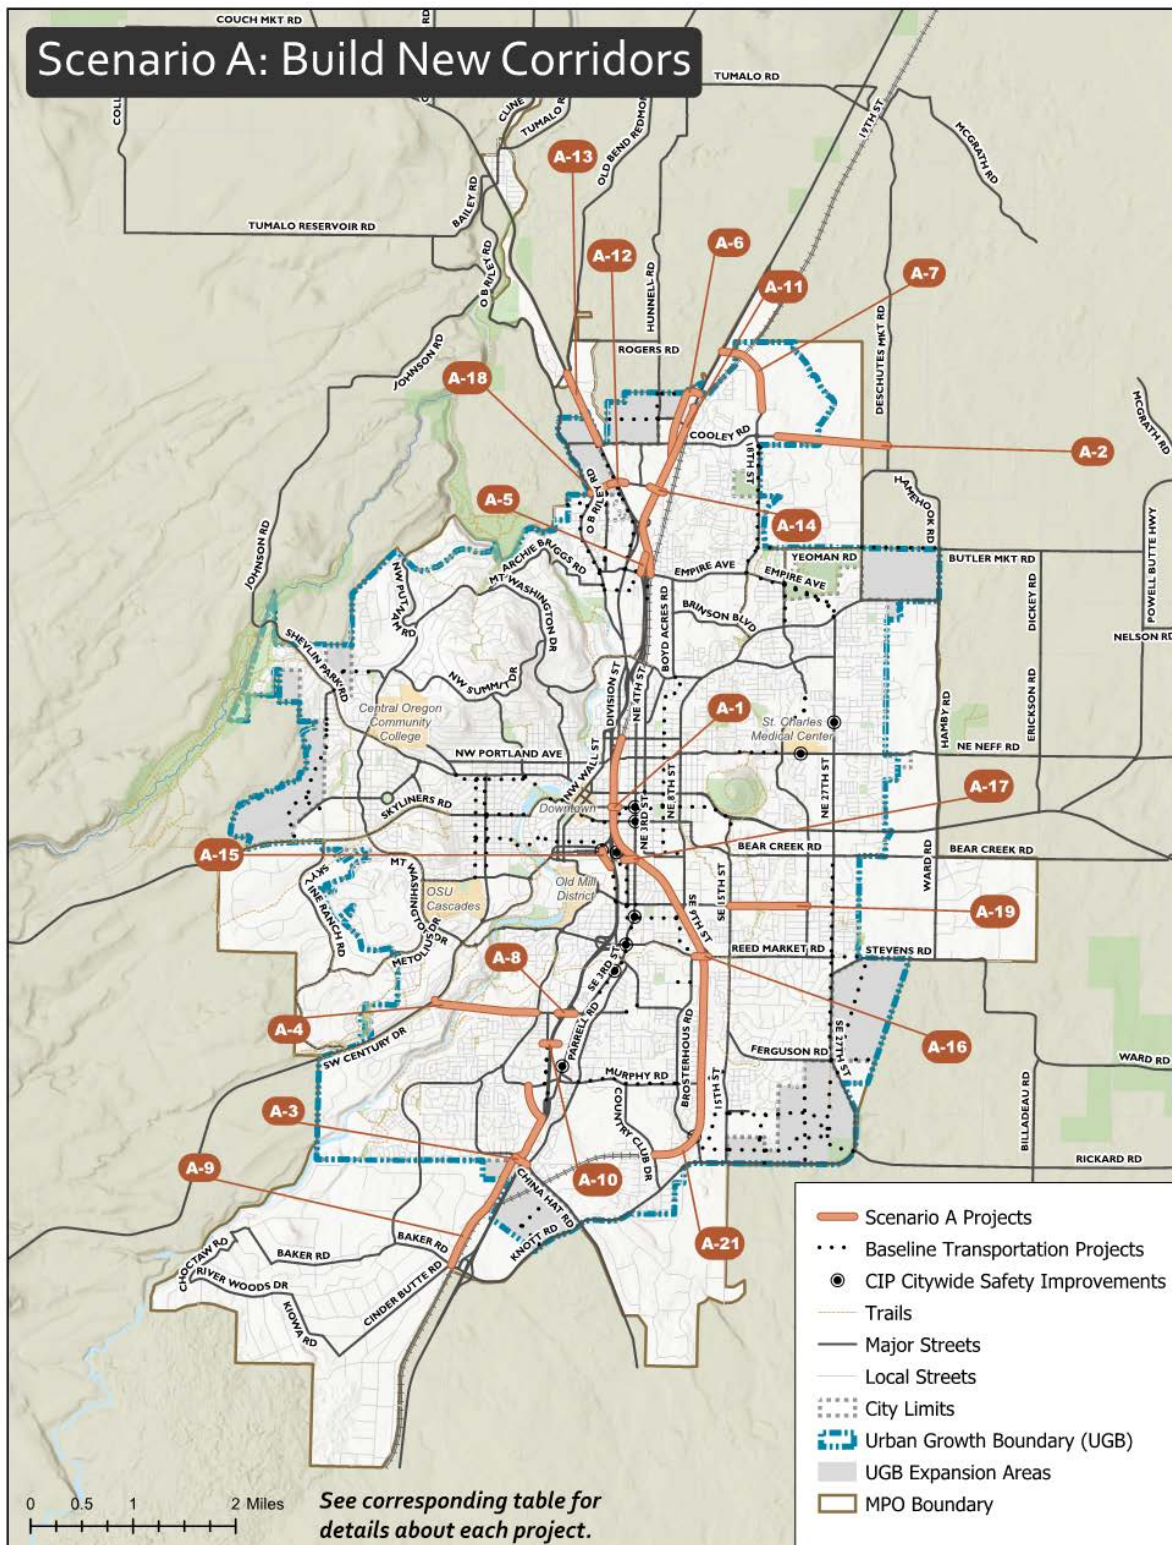 COUCH MKT RD
Scenario A: Build New Corridors
TUMALO RD
CLINE
TUMALO R
OLD BEND REDMON
19TH ST
MCGRATH RD
A-13
BAILEY RD
TUMALO RESERVOIR RD
O B RILEY RD
A-12
A-6
HUNNELL RD
A-11
A-7
DESCHUTES MKT RD
JOHNSON RD
ROGERS RD
A-18
MCGRATH RD
COOLEY RD
18TH ST
A-2
A-5
O B RILEY RD
HAMEHOOK RD
A-14
JOHNSON RD
ARCHIE BRIGGS RD
YEOMAN RD
BUTLER MKT RD
POWELL BUTTE HWY
NW PUTNAM RD
MT WASHINGTON DR
EMPIRE AVE
EMPIRE AVE
DICKEY RD
BRINSON BLVD
BOYD ACRES RD
NELSON RD
SHEVLIN PARK RD
NW SUMMIT DR
DIVISION ST
NE 4TH ST
A-1
Central Oregon
Community
College
St. Charles
Medical Center
HAMBY RD
ERICKSON RD
NW PORTLAND AVE
NW WALL ST
NE NEFF RD
NE 8TH ST
NE 27TH ST
A-17
SKYLINERS RD
Downtown
NE 3RD ST
A-15
BEAR CREEK RD
BEAR CREEK RD
WARD RD
SKYLINE RANCH RD
MT WASHINGTON DR
OSU
Cascades
Old Mill
District
SE 9TH ST
SE 15TH ST
A-19
METOLIUS DR
REED MARKET RD
STEVENS RD
A-8
SE 3RD ST
A-4
PARRELL RD
BROSTERHOUS RD
SW CENTURY DR
A-16
FERGUSON RD
SE 27TH ST
WARD RD
MURPHY RD
15TH ST
BILLADEAU RD
A-3
COUNTRY CLUB DR
A-9
CHINA HAT RD
A-10
RICKARD RD
KNOTT RD
A-21
CHOCTAW RD
BAKER RD
BAKER RD
RIVER WOODS DR
CINDER BUTTE RD
KIOWA RD
Scenario A Projects
Baseline Transportation Projects
CIP Citywide Safety Improvements
Trails
Major Streets
Local Streets
City Limits
Urban Growth Boundary (UGB)
UGB Expansion Areas
MPO Boundary
0 0.5 1 2 Miles
See corresponding table for
details about each project.